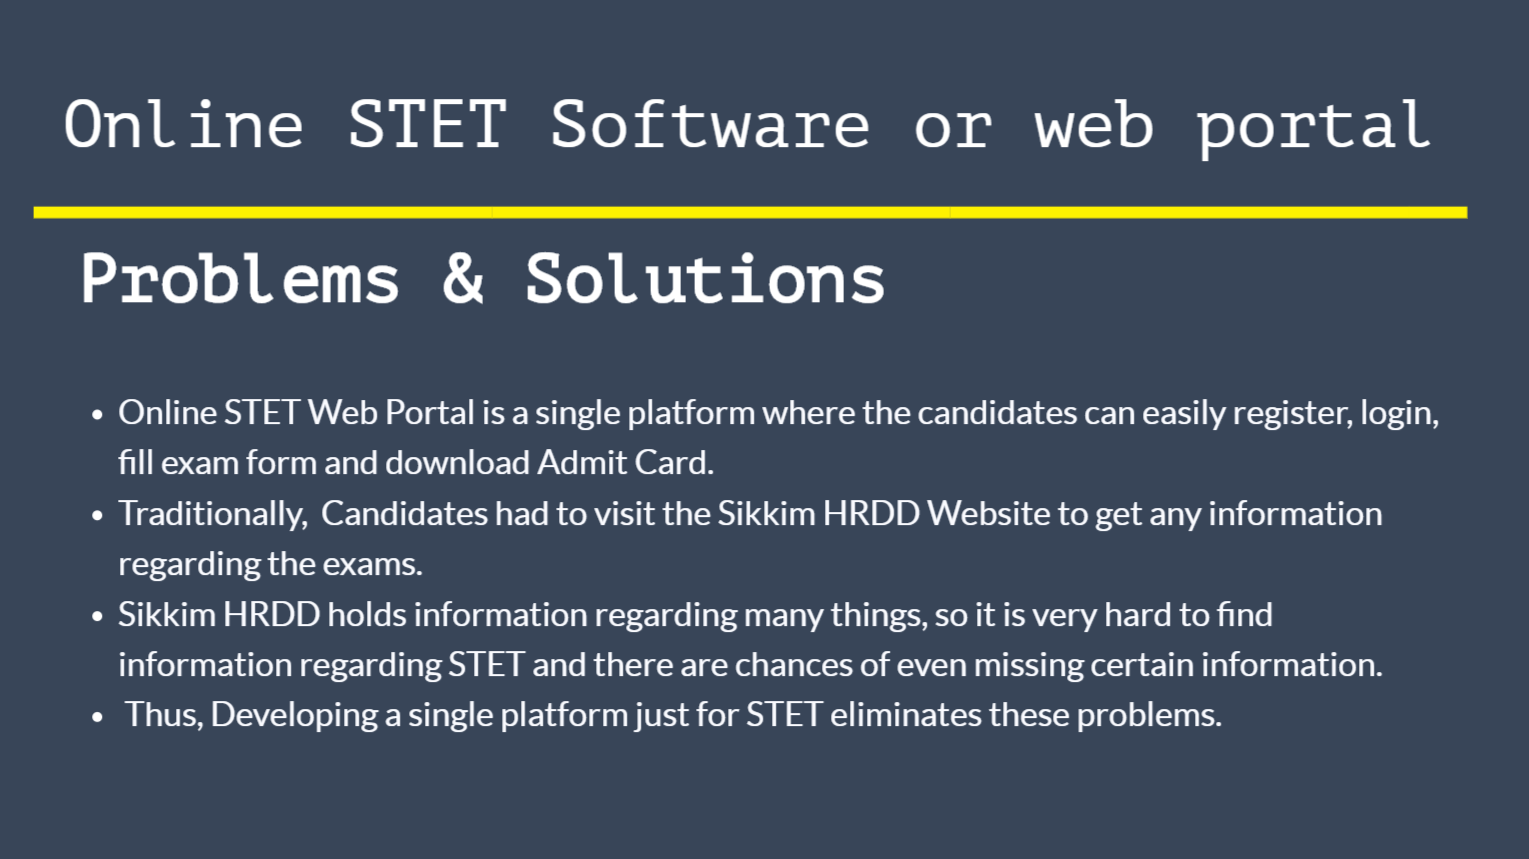 Online STET Software or web portal
Problems & Solutions
• Online STET Web Portal is a single platform where the candidates can easily register, login,
fill exam form and download Admit Card.
• Traditionally,  Candidates had to visit the Sikkim HRDD Website to get any information
regarding the exams.
• Sikkim HRDD holds information regarding many things, so it is very hard to find
information regarding STET and there are chances of even missing certain information.
• Thus, Developing a single platform just for STET eliminates these problems.